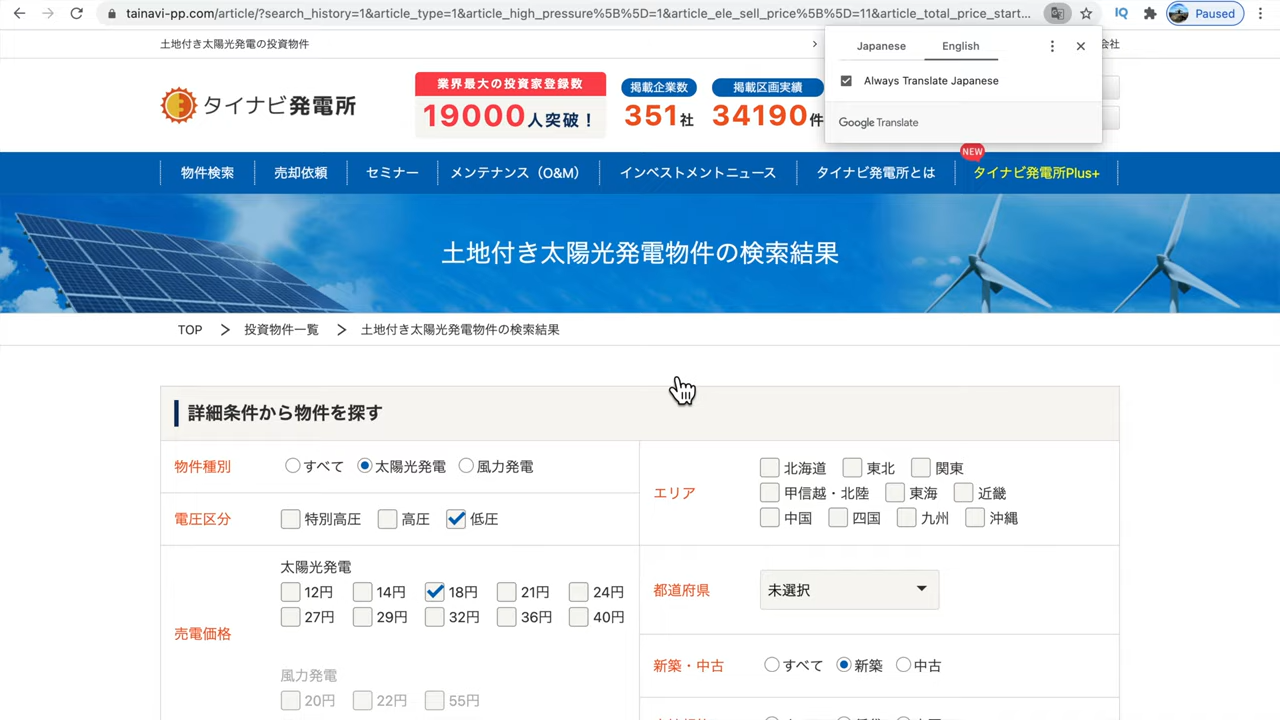 tainavi-pp.com/article/?search_history=1&article_type=1&article_high_pressure%5B%5D=1&article_ele_sell_price%5B%5D=11&article_total_price_start...
IQ
Paused
土地付き太陽光発電の投資物件
会社
Japanese
English
Always Translate Japanese
Google Translate
タイナビ発電所
業界最大の投資家登録数
19000人突破！
掲載企業数
351社
掲載区画実績
34190件
NEW
物件検索
売却依頼
セミナー
メンテナンス（O&M）
インベストメントニュース
タイナビ発電所とは
タイナビ発電所Plus+
土地付き太陽光発電物件の検索結果
TOP > 投資物件一覧 > 土地付き太陽光発電物件の検索結果
詳細条件から物件を探す
物件種別
すべて 太陽光発電 風力発電
電圧区分
特別高圧 高圧 低圧
売電価格
太陽光発電
12円 14円 18円 21円 24円
27円 29円 32円 36円 40円
風力発電
20円 22円 55円
エリア
北海道 東北 関東
甲信越・北陸 東海 近畿
中国 四国 九州 沖縄
都道府県
未選択
新築・中古
すべて 新築 中古